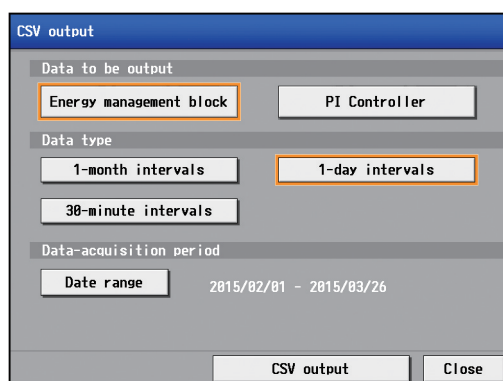 CSV output
Data to be output
Energy management block
PI Controller
Data type
1-month intervals
1-day intervals
30-minute intervals
Data-acquisition period
Date range
2015/02/01 - 2015/03/26
CSV output
Close